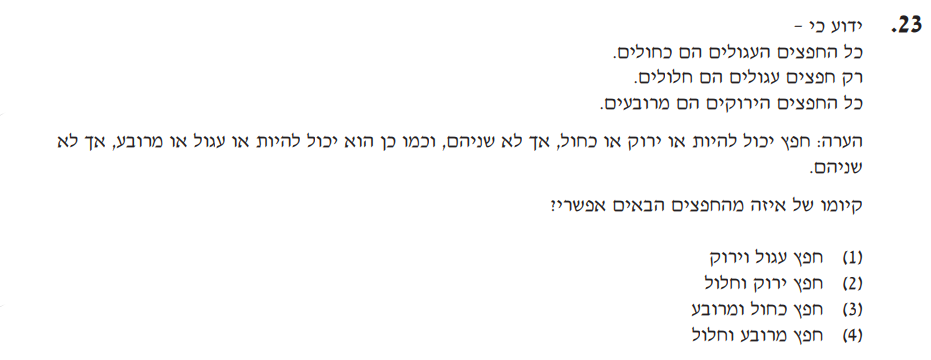 23. ידוע כי –
כל החפצים העגולים הם כחולים.
רק חפצים עגולים הם חלולים.
כל החפצים הירוקים הם מרובעים.
הערה: חפץ יכול להיות או ירוק או כחול, אך לא שניהם, וכמו כן הוא יכול להיות או עגול או מרובע, אך לא
שניהם.
קיומו של איזה מהחפצים הבאים אפשרי?
(1) חפץ עגול וירוק
(2) חפץ ירוק וחלול
(3) חפץ כחול ומרובע
(4) חפץ מרובע וחלול